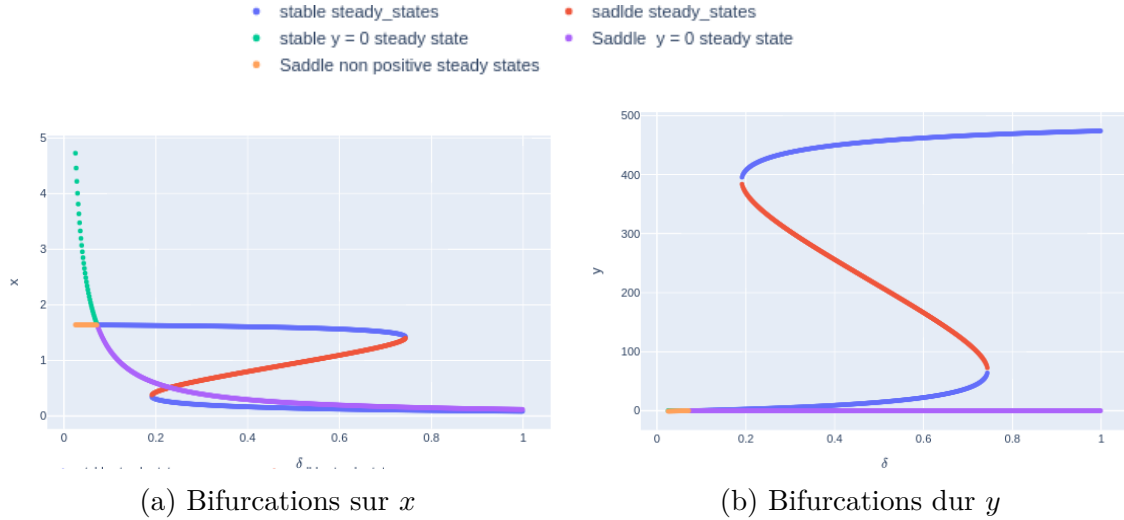 stable steady_states
sadlde steady_states
stable y = 0 steady state
Saddle y = 0 steady state
Saddle non positive steady states
5
4
3
2
1
0
x
0
0.2
0.4
0.6
0.8
1
δ
500
400
300
200
100
0
y
0
0.2
0.4
0.6
0.8
1
δ
(a) Bifurcations sur x
(b) Bifurcations dur y